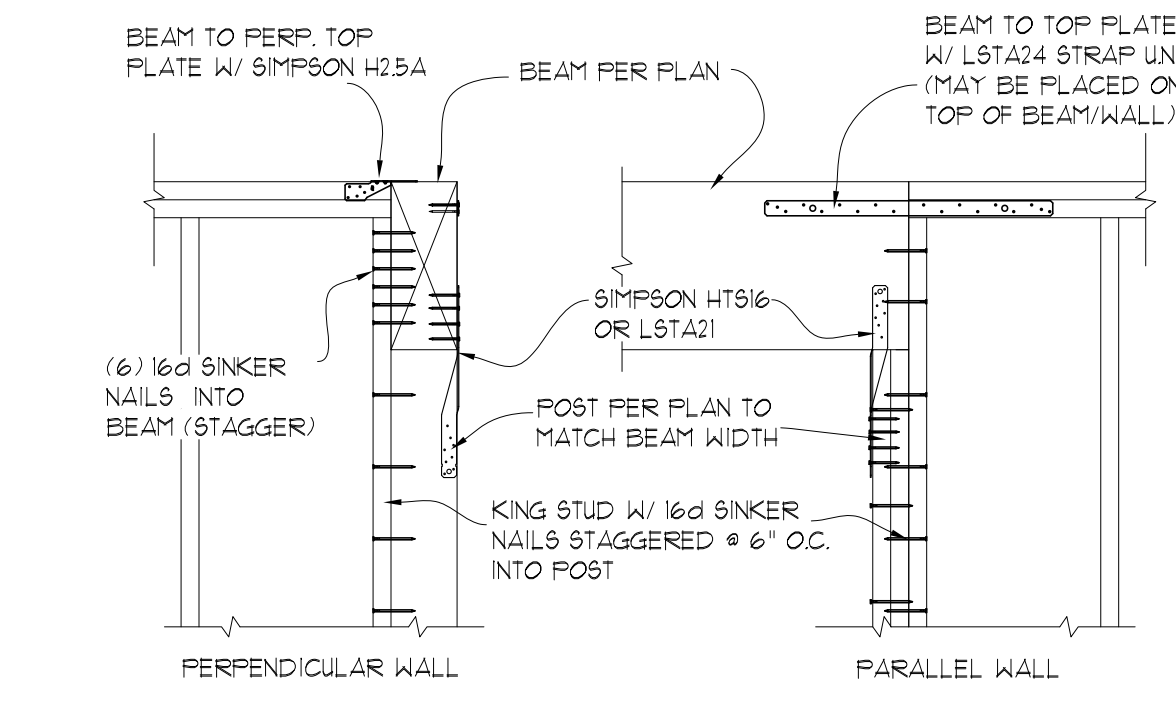 BEAM TO PERP. TOP
PLATE W/ SIMPSON H2.5A
BEAM PER PLAN
BEAM TO TOP PLATE
W/ LSTA24 STRAP U.N
(MAY BE PLACED ON
TOP OF BEAM/WALL)
SIMPSON HTS16
OR LSTA21
(6) 16d SINKER
NAILS INTO
BEAM (STAGGER)
POST PER PLAN TO
MATCH BEAM WIDTH
KING STUD W/ 16d SINKER
NAILS STAGGERED @ 6" O.C.
INTO POST
PERPENDICULAR WALL
PARALLEL WALL